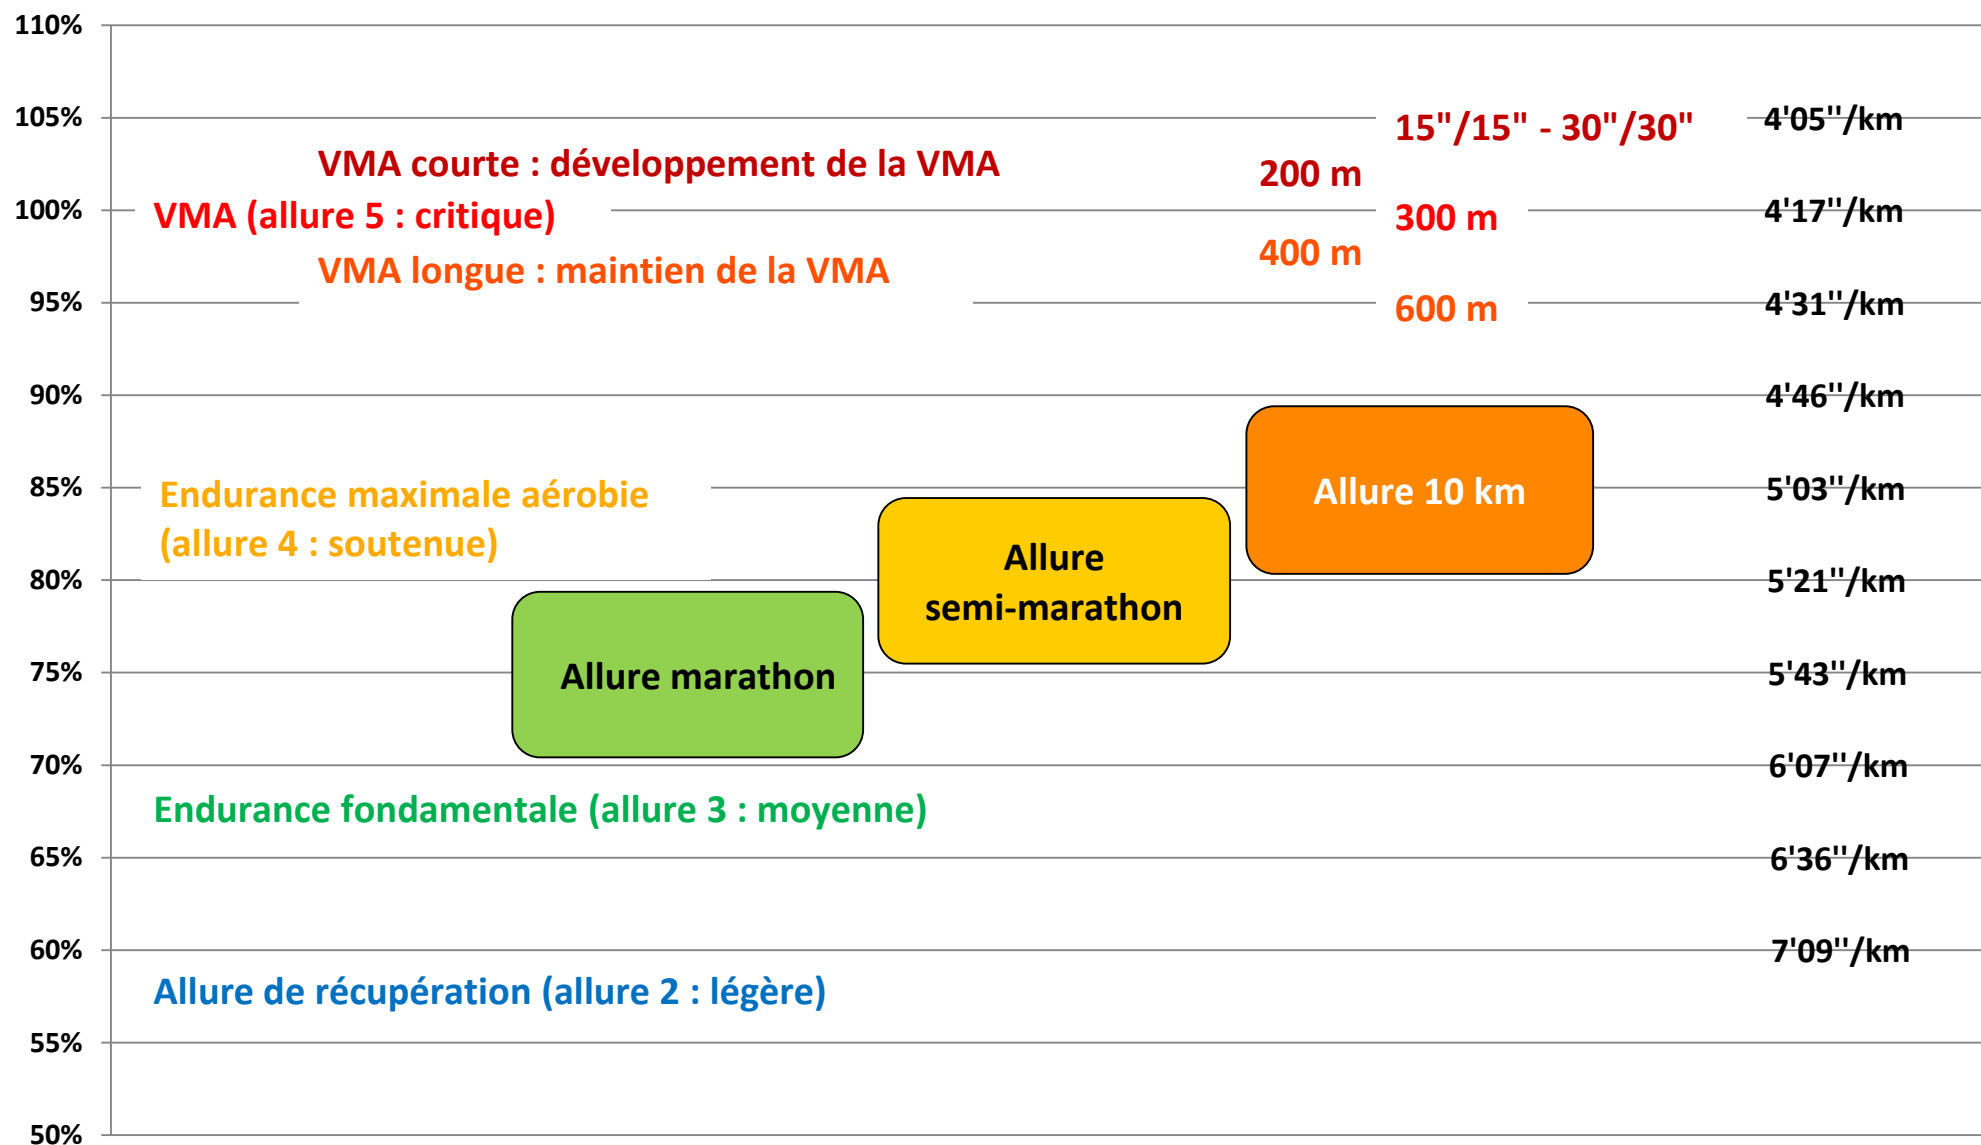 110%
105%
15"/15" - 30"/30"
4'05''/km
VMA courte : développement de la VMA
200 m
100%
VMA (allure 5 : critique)
300 m
4'17''/km
400 m
VMA longue : maintien de la VMA
95%
600 m
4'31''/km
90%
4'46''/km
85%
Endurance maximale aérobie
(allure 4 : soutenue)
Allure 10 km
5'03''/km
80%
Allure
semi-marathon
5'21''/km
75%
Allure marathon
5'43''/km
70%
6'07''/km
Endurance fondamentale (allure 3 : moyenne)
65%
6'36''/km
60%
7'09''/km
Allure de récupération (allure 2 : légère)
55%
50%